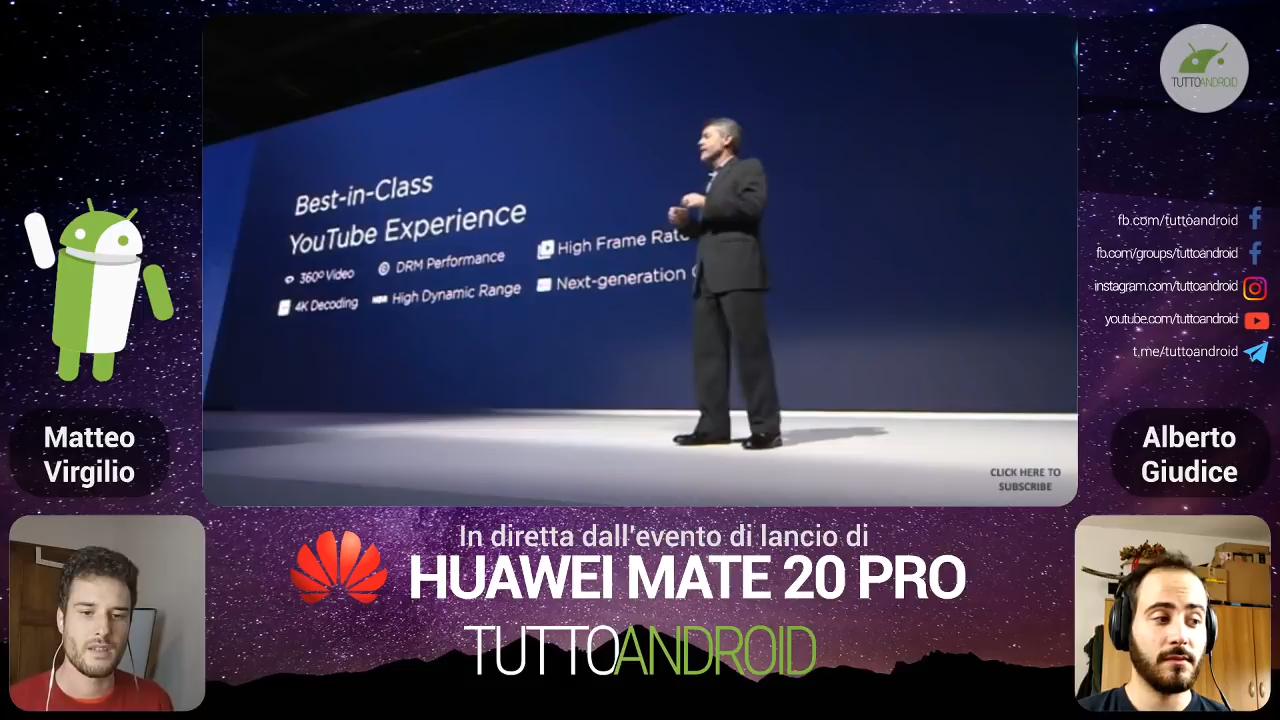 Best-in-Class
YouTube Experience
360º Video
DRM Performance
High Frame Rate
4K Decoding
HDR
High Dynamic Range
Next-generation
CLICK HERE TO
SUBSCRIBE
TUTTOANDROID
fb.com/tuttoandroid
fb.com/groups/tuttoandroid
instagram.com/tuttoandroid
youtube.com/tuttoandroid
t.me/tuttoandroid
Matteo
Virgilio
Alberto
Giudice
In diretta dall'evento di lancio di
HUAWEI MATE 20 PRO
TUTTOANDROID